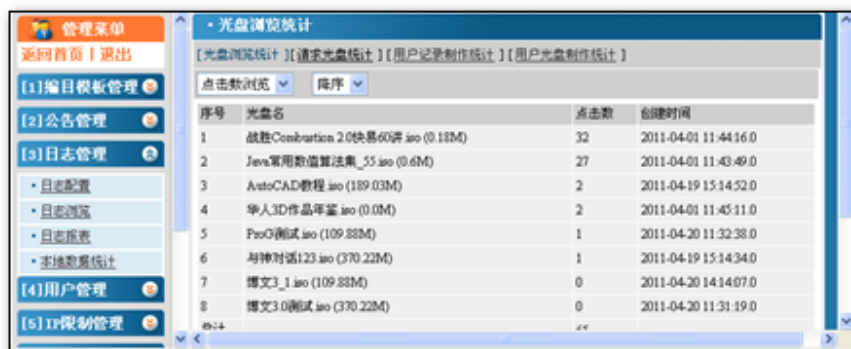 管理菜单
返回首页 | 退出
[1]编目模板管理
[2]公告管理
[3]日志管理
· 日志配置
· 日志浏览
· 日志报表
· 本地数据统计
[4]用户管理
[5]IP限制管理
· 光盘浏览统计
[光盘浏览统计 ][请求光盘统计 ] [用户记录制作统计 ] [用户光盘制作统计 ]
点击数浏览 降序
序号 光盘名 点击数 创建时间
1 战胜Combustion 2.0快易60讲.iso (0.18M) 32 2011-04-01 11:44:16.0
2 Java常用数值算法集_55.iso (0.6M) 27 2011-04-01 11:43:49.0
3 AutoCAD教程.iso (189.03M) 2 2011-04-19 15:14:52.0
4 华人3D作品年鉴.iso (0.0M) 2 2011-04-01 11:45:11.0
5 ProG测试.iso (109.88M) 1 2011-04-20 11:32:38.0
6 与神对话123.iso (370.22M) 1 2011-04-19 15:14:34.0
7 博文3_1.iso (109.88M) 0 2011-04-20 14:14:07.0
8 博文3.0测试.iso (370.22M) 0 2011-04-20 11:31:19.0